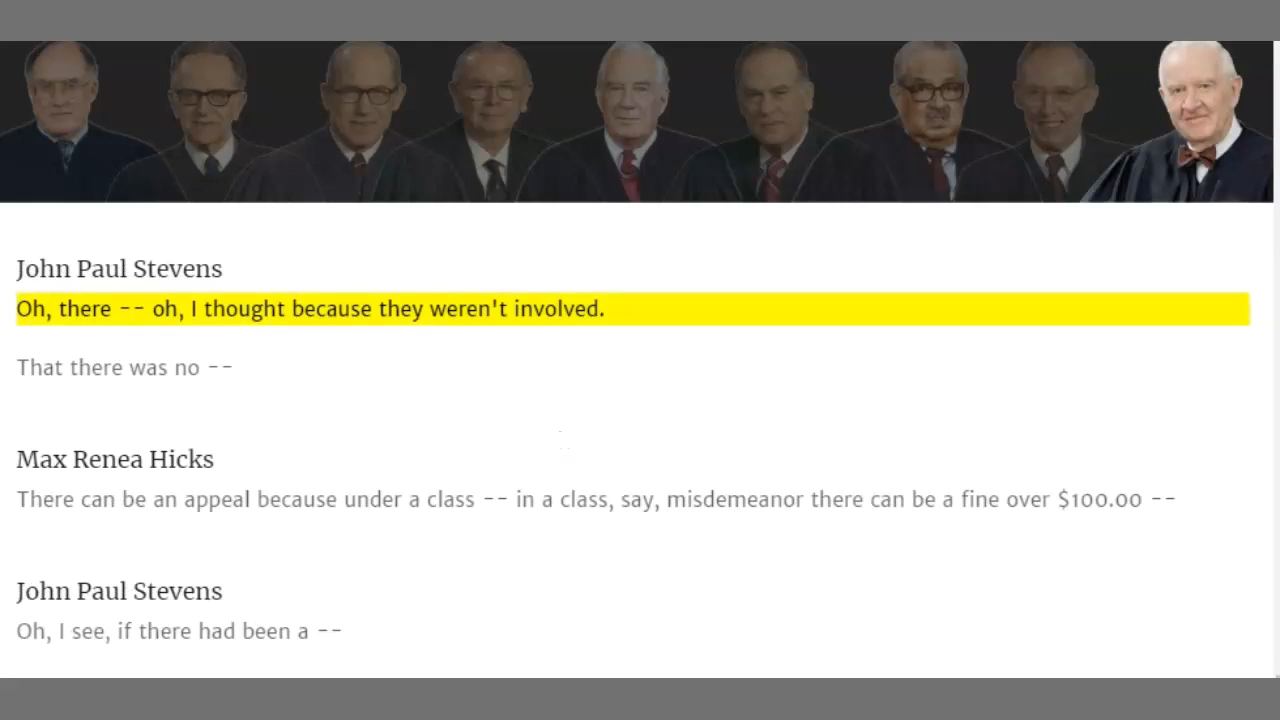 John Paul Stevens
Oh, there -- oh, I thought because they weren't involved.
That there was no --
Max Renea Hicks
There can be an appeal because under a class -- in a class, say, misdemeanor there can be a fine over $100.00 --
John Paul Stevens
Oh, I see, if there had been a --